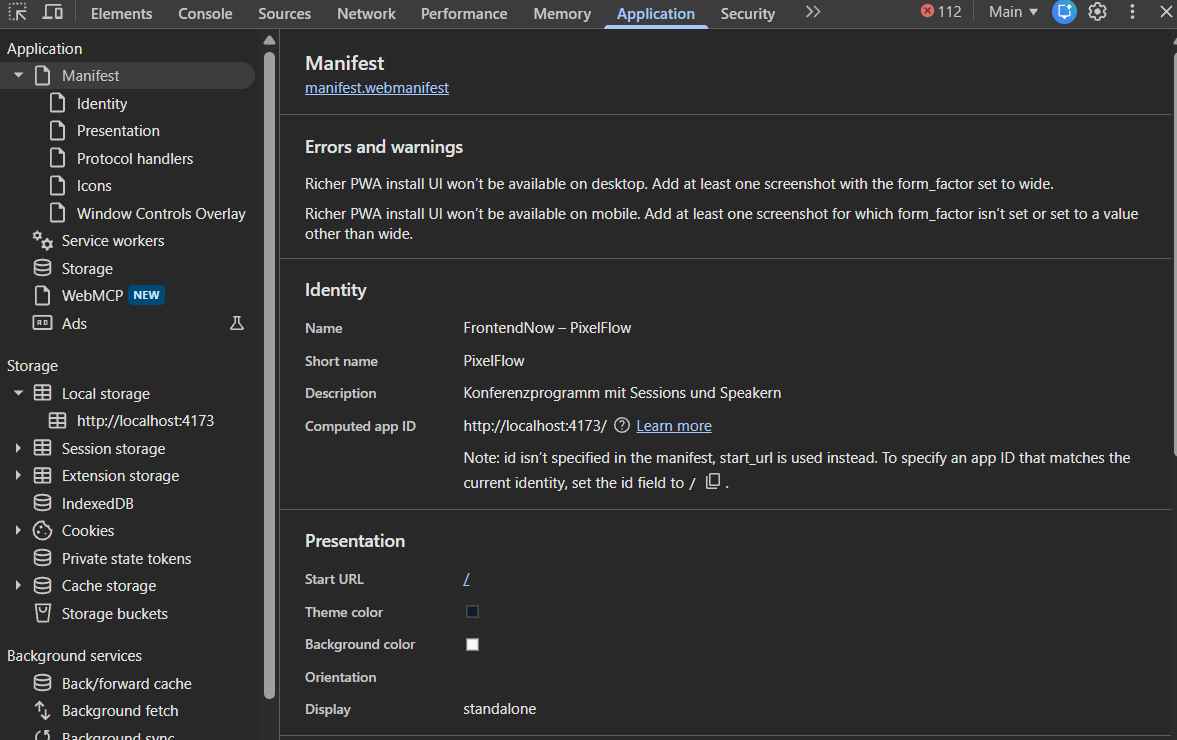 Elements Console Sources Network Performance Memory Application Security 112 Main
Application
Manifest
Identity
Presentation
Protocol handlers
Icons
Window Controls Overlay
Service workers
Storage
WebMCP NEW
Ads
Storage
Local storage
http://localhost:4173
Session storage
Extension storage
IndexedDB
Cookies
Private state tokens
Cache storage
Storage buckets
Background services
Back/forward cache
Background fetch
Background sync
Manifest
manifest.webmanifest
Errors and warnings
Richer PWA install UI won’t be available on desktop. Add at least one screenshot with the form_factor set to wide.
Richer PWA install UI won’t be available on mobile. Add at least one screenshot for which form_factor isn’t set or set to a value
other than wide.
Identity
Name FrontendNow – PixelFlow
Short name PixelFlow
Description Konferenzprogramm mit Sessions und Speakern
Computed app ID http://localhost:4173/ Learn more
Note: id isn’t specified in the manifest, start_url is used instead. To specify an app ID that matches the
current identity, set the id field to / .
Presentation
Start URL /
Theme color
Background color
Orientation
Display standalone